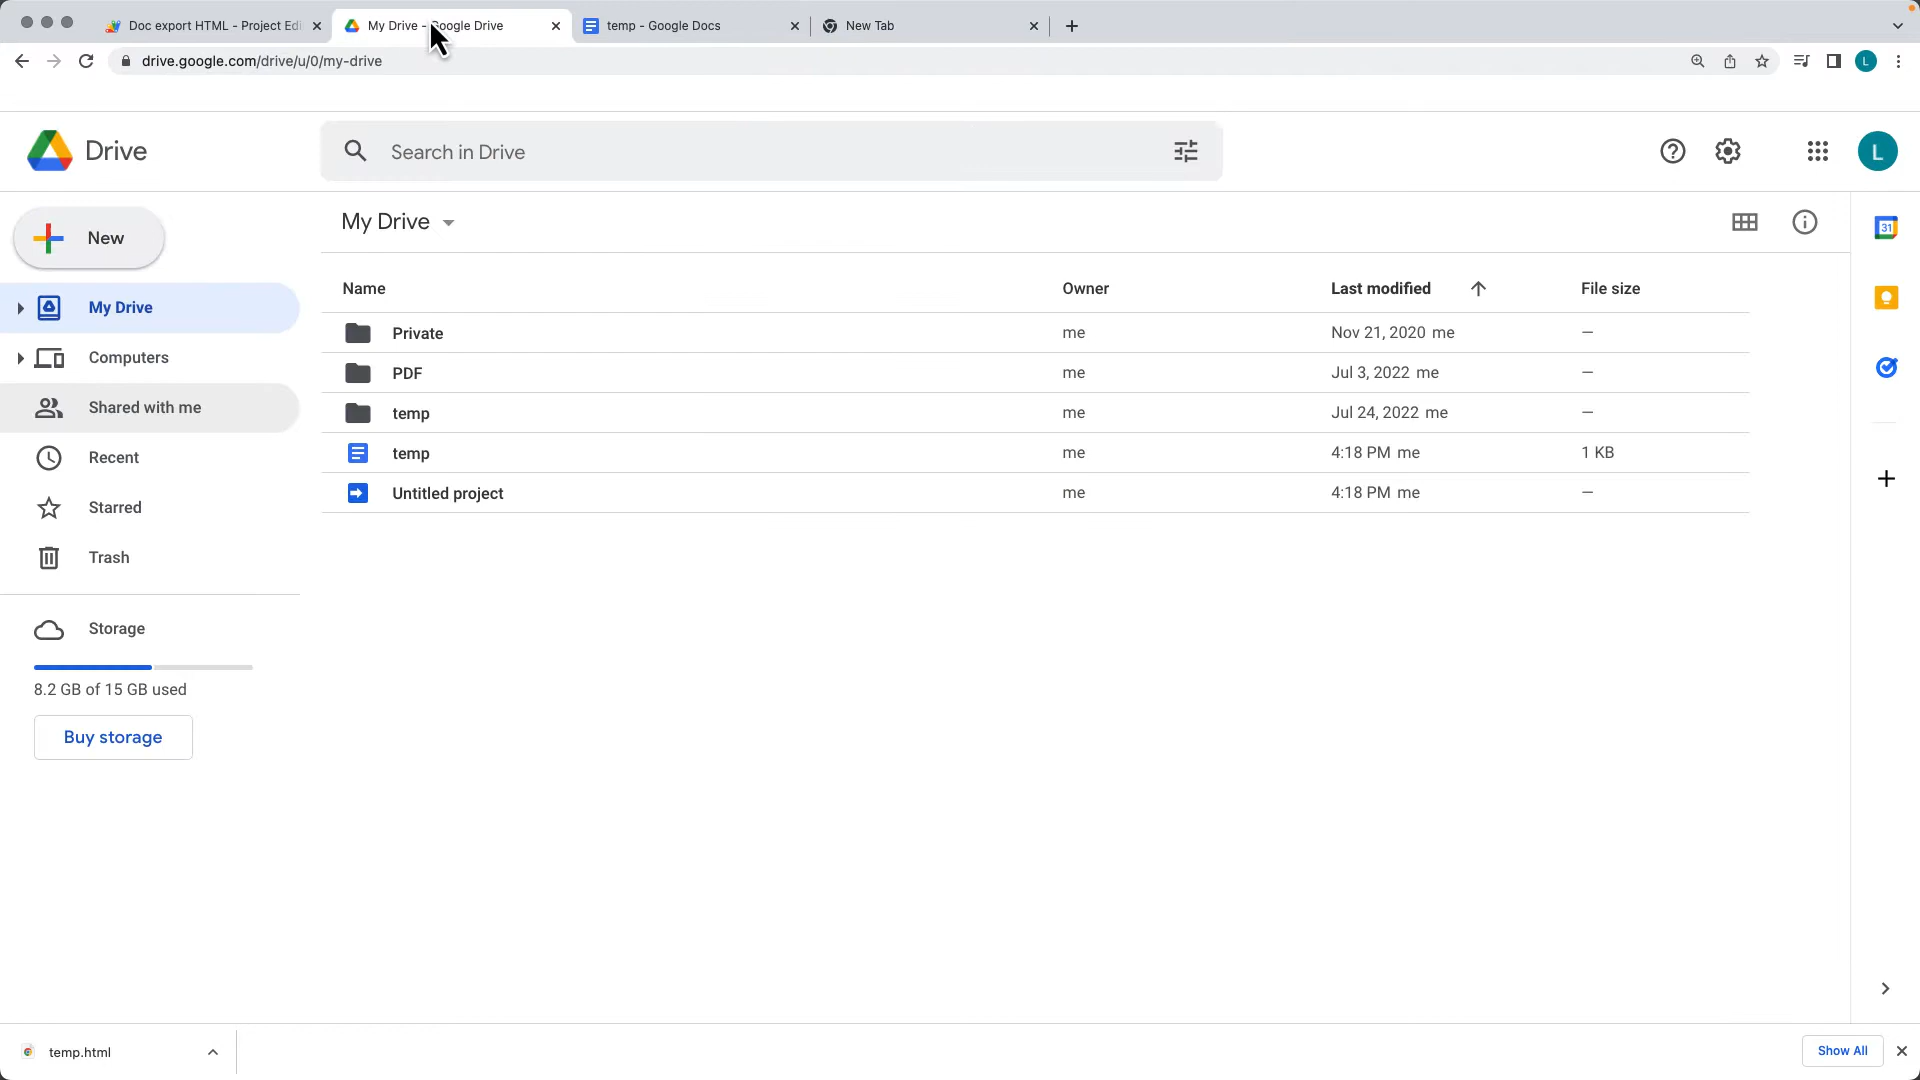 Doc export HTML - Project Edi
My Drive - Google Drive
temp - Google Docs
New Tab
drive.google.com/drive/u/0/my-drive
L
Drive
Search in Drive
L
New
My Drive
31
My Drive
Computers
Shared with me
Recent
Starred
Trash
Storage
8.2 GB of 15 GB used
Buy storage
Name Owner Last modified File size
Private me Nov 21, 2020 me —
PDF me Jul 3, 2022 me —
temp me Jul 24, 2022 me —
temp me 4:18 PM me 1 KB
Untitled project me 4:18 PM me —
temp.html
Show All